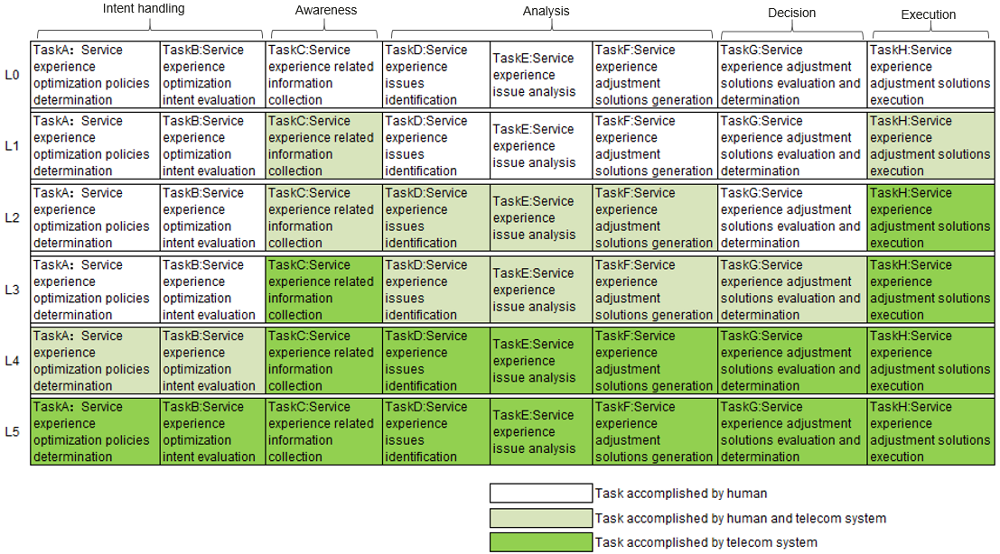 Intent handling
Awareness
Analysis
Decision
Execution
L0
TaskA: Service
experience
optimization policies
determination
TaskB:Service
experience
optimization
intent evaluation
TaskC:Service
experience related
information
collection
TaskD:Service
experience
issues
identification
TaskE:Service
experience
issue analysis
TaskF:Service
experience
adjustment
solutions generation
TaskG:Service
experience adjustment
solutions evaluation and
determination
TaskH:Service
experience
adjustment solutions
execution
L1
TaskA: Service
experience
optimization policies
determination
TaskB:Service
experience
optimization
intent evaluation
TaskC:Service
experience related
information
collection
TaskD:Service
experience
issues
identification
TaskE:Service
experience
issue analysis
TaskF:Service
experience
adjustment
solutions generation
TaskG:Service
experience adjustment
solutions evaluation and
determination
TaskH:Service
experience
adjustment solutions
execution
L2
TaskA: Service
experience
optimization policies
determination
TaskB:Service
experience
optimization
intent evaluation
TaskC:Service
experience related
information
collection
TaskD:Service
experience
issues
identification
TaskE:Service
experience
issue analysis
TaskF:Service
experience
adjustment
solutions generation
TaskG:Service
experience adjustment
solutions evaluation and
determination
TaskH:Service
experience
adjustment solutions
execution
L3
TaskA: Service
experience
optimization policies
determination
TaskB:Service
experience
optimization
intent evaluation
TaskC:Service
experience related
information
collection
TaskD:Service
experience
issues
identification
TaskE:Service
experience
issue analysis
TaskF:Service
experience
adjustment
solutions generation
TaskG:Service
experience adjustment
solutions evaluation and
determination
TaskH:Service
experience
adjustment solutions
execution
L4
TaskA: Service
experience
optimization policies
determination
TaskB:Service
experience
optimization
intent evaluation
TaskC:Service
experience related
information
collection
TaskD:Service
experience
issues
identification
TaskE:Service
experience
issue analysis
TaskF:Service
experience
adjustment
solutions generation
TaskG:Service
experience adjustment
solutions evaluation and
determination
TaskH:Service
experience
adjustment solutions
execution
L5
TaskA: Service
experience
optimization policies
determination
TaskB:Service
experience
optimization
intent evaluation
TaskC:Service
experience related
information
collection
TaskD:Service
experience
issues
identification
TaskE:Service
experience
issue analysis
TaskF:Service
experience
adjustment
solutions generation
TaskG:Service
experience adjustment
solutions evaluation and
determination
TaskH:Service
experience
adjustment solutions
execution
Task accomplished by human
Task accomplished by human and telecom system
Task accomplished by telecom system